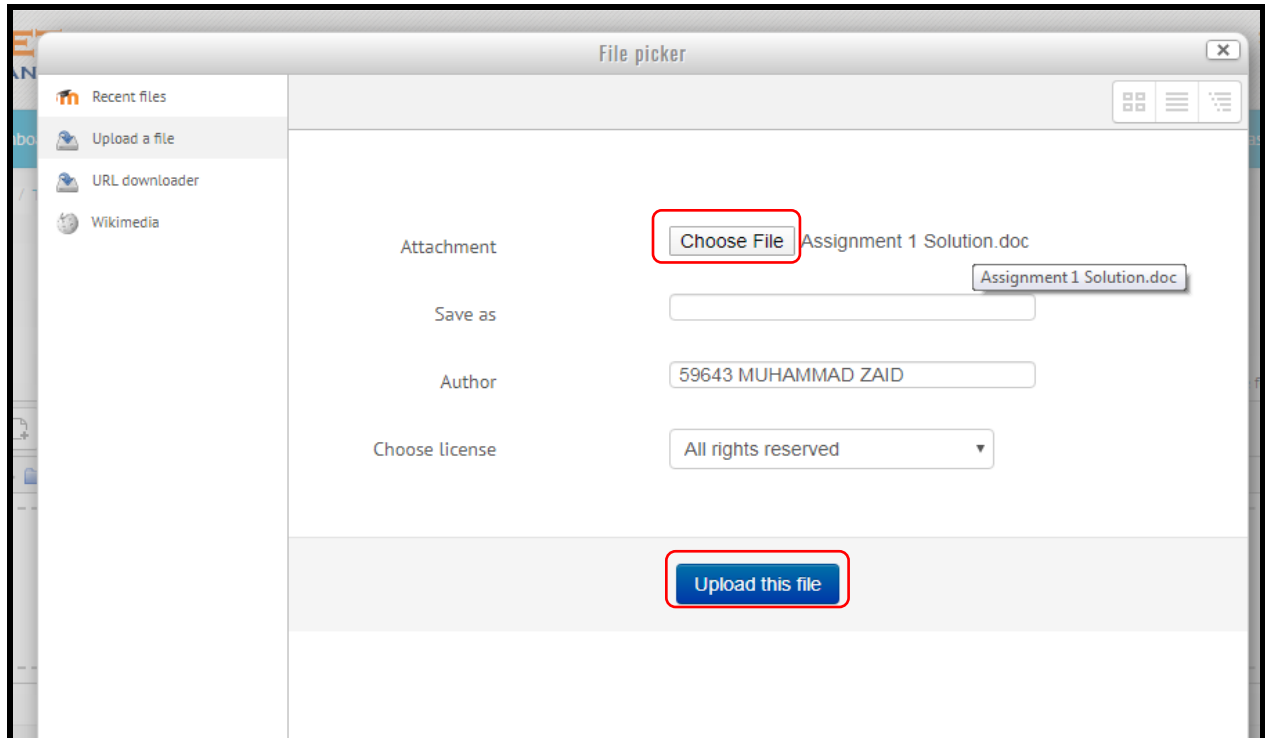 File picker
Recent files
Upload a file
URL downloader
Wikimedia
Attachment
Choose File Assignment 1 Solution.doc
Assignment 1 Solution.doc
Save as
Author
59643 MUHAMMAD ZAID
Choose license
All rights reserved
Upload this file